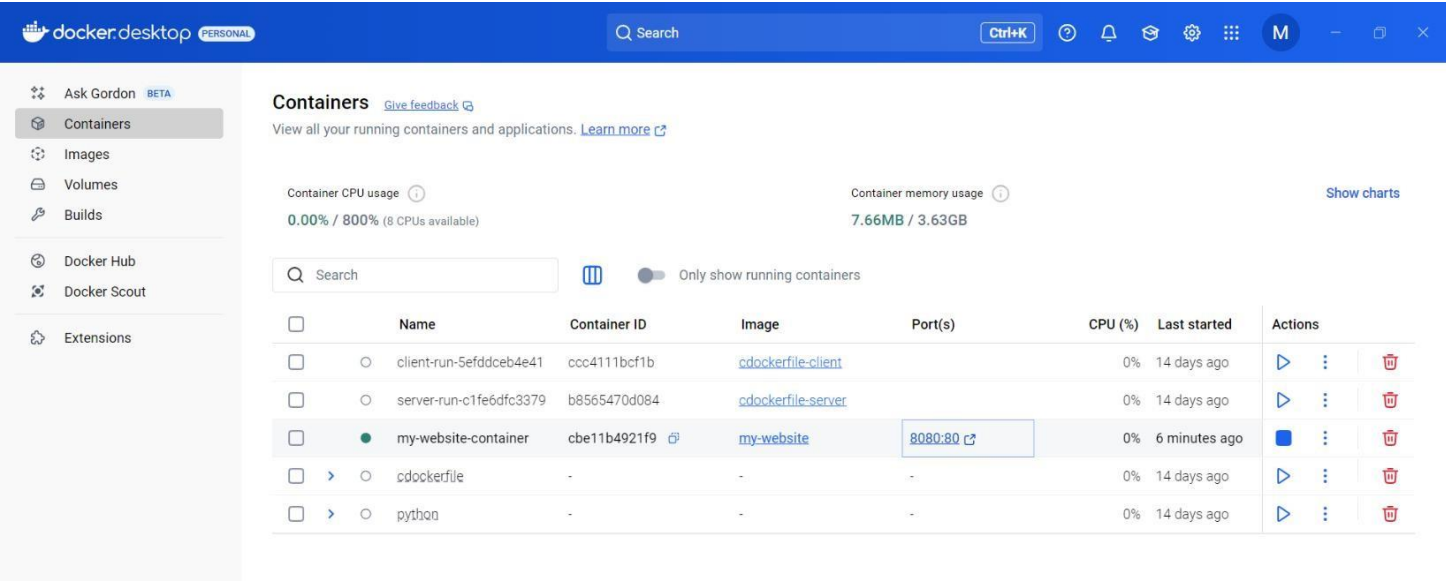 docker.desktop PERSONAL Search Ctrl+K M
Ask Gordon BETA
Containers
Images
Volumes
Builds
Docker Hub
Docker Scout
Extensions
Containers Give feedback
View all your running containers and applications. Learn more
Container CPU usage Container memory usage Show charts
0.00% / 800% (8 CPUs available) 7.66MB / 3.63GB
Search Only show running containers
Name Container ID Image Port(s) CPU (%) Last started Actions
client-run-5efddceb4e41 ccc4111bcf1b cdockerfile-client 0% 14 days ago
server-run-c1fe6dfc3379 b8565470d084 cdockerfile-server 0% 14 days ago
my-website-container cbe11b4921f9 my-website 8080:80 0% 6 minutes ago
cdockerfile - - - 0% 14 days ago
python - - - 0% 14 days ago